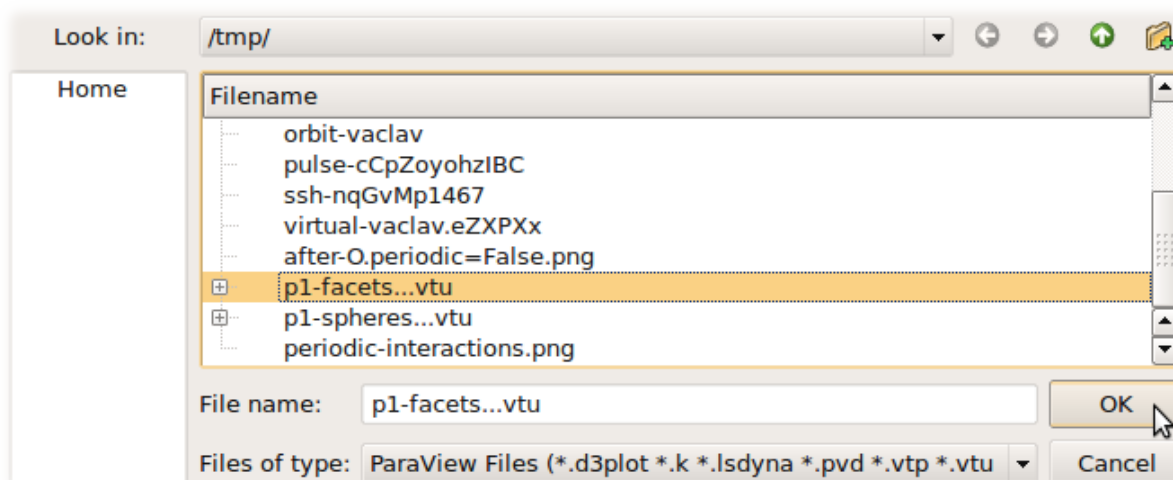 Look in: /tmp/
Home
Filename
orbit-vaclav
pulse-cCpZoyohzIBC
ssh-nqGvMp1467
virtual-vaclav.eZXPXx
after-O.periodic=False.png
p1-facets...vtu
p1-spheres...vtu
periodic-interactions.png
File name: p1-facets...vtu OK
Files of type: ParaView Files (*.d3plot *.k *.lsdyna *.pvd *.vtp *.vtu Cancel